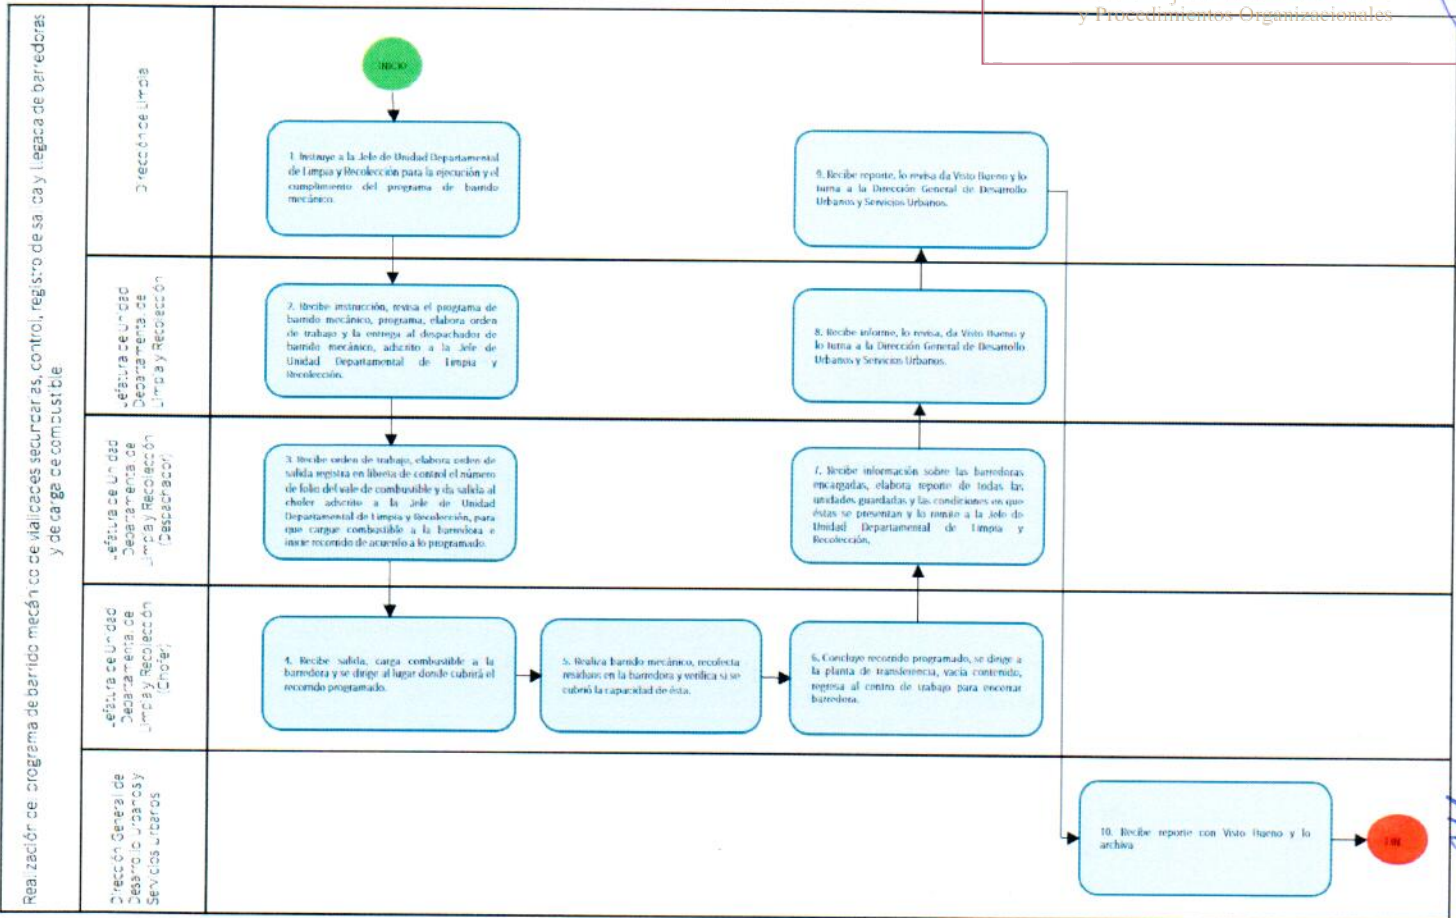 y Procedimientos Organizacionales
Realización de programa de barrido mecánico de vialidades secundarias, control, registro de salida y llegada de barredoras
y de carga de combustible.
Dirección de Limpia
INICIO
1. Instruye a la Jefe de Unidad Departamental
de Limpia y Recolección para la ejecución y el
cumplimiento del programa de barrido
mecánico.
9. Recibe reporte, lo revisa da Visto Bueno y lo
turna a la Dirección General de Desarrollo
Urbanos y Servicios Urbanos.
Jefatura de Unidad
Departamental de
Limpia y Recolección
2. Recibe instrucción, revisa el programa de
barrido mecánico, programa, elabora orden
de trabajo y la entrega al despachador de
barrido mecánico, adscrito a la Jefe de
Unidad Departamental de Limpia y
Recolección.
8. Recibe informe, lo revisa, da Visto Bueno y
lo turna a la Dirección General de Desarrollo
Urbanos y Servicios Urbanos.
Jefatura de Unidad
Departamental de
Limpia y Recolección
(Despachador)
3. Recibe orden de trabajo, elabora orden de
salida registra en libreta de control el número
de folio del vale de combustible y da salida al
chofer adscrito a la Jefe de Unidad
Departamental de Limpia y Recolección, para
que cargue combustible a la barredora e
inicie recorrido de acuerdo a lo programado.
7. Recibe información sobre las barredoras
encargadas, elabora reporte de todas las
unidades guardadas y las condiciones en que
éstas se presentan y lo remite a la Jefe de
Unidad Departamental de Limpia y
Recolección.
Jefatura de Unidad
Departamental de
Limpia y Recolección
(Chofer)
4. Recibe salida, carga combustible a la
barredora y se dirige al lugar donde cubrirá el
recorrido programado.
5. Realiza barrido mecánico, recolecta
residuos en la barredora y verifica si se
cubrió la capacidad de ésta.
6. Concluye recorrido programado, se dirige a
la planta de transferencia, vacía contenido,
regresa al centro de trabajo para encerrar
barredora.
Dirección General de
Desarrollo Urbanos y
Servicios Urbanos
10. Recibe reporte con Visto Bueno y lo
archiva
FIN